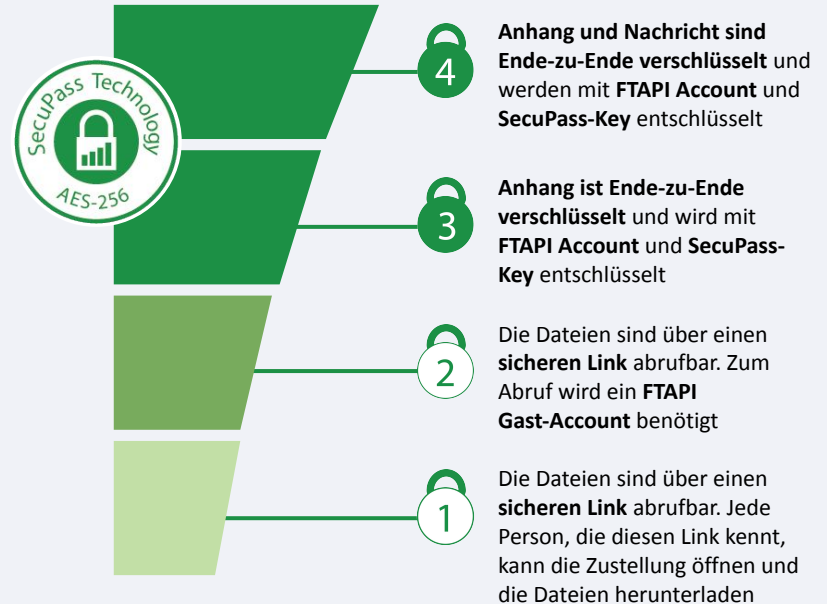 SecuPass Technology
AES-256
4
Anhang und Nachricht sind
Ende-zu-Ende verschlüsselt und
werden mit FTAPI Account und
SecuPass-Key entschlüsselt
3
Anhang ist Ende-zu-Ende
verschlüsselt und wird mit
FTAPI Account und SecuPass-
Key entschlüsselt
2
Die Dateien sind über einen
sicheren Link abrufbar. Zum
Abruf wird ein FTAPI
Gast-Account benötigt
1
Die Dateien sind über einen
sicheren Link abrufbar. Jede
Person, die diesen Link kennt,
kann die Zustellung öffnen und
die Dateien herunterladen